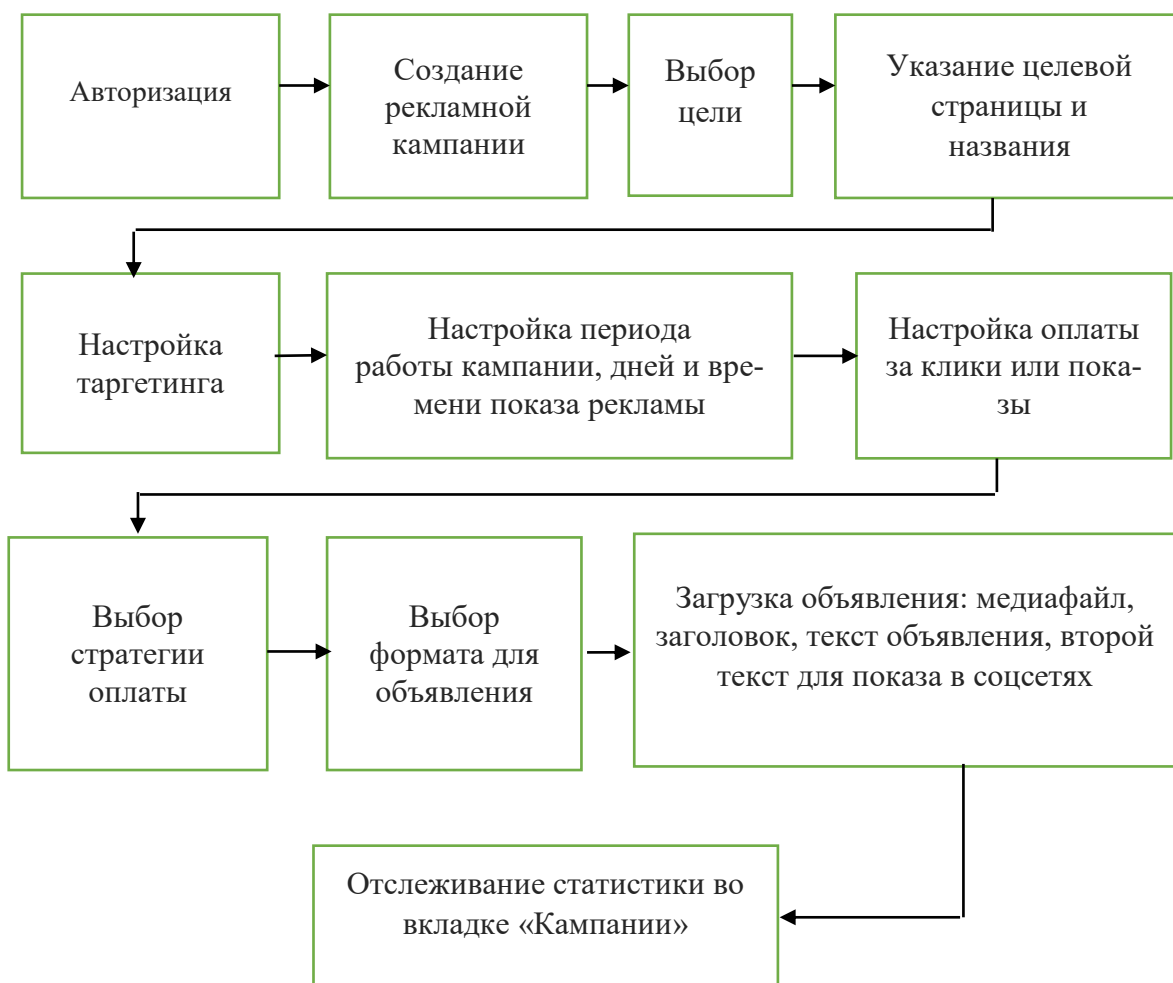 Авторизация
Создание
рекламной
кампании
Выбор
цели
Указание целевой
страницы и
названия
Настройка
таргетинга
Настройка периода
работы кампании, дней и вре-
мени показа рекламы
Настройка оплаты
за клики или пока-
зы
Выбор
стратегии
оплаты
Выбор
формата для
объявления
Загрузка объявления: медиафайл,
заголовок, текст объявления, второй
текст для показа в соцсетях
Отслеживание статистики во
вкладке «Кампании»